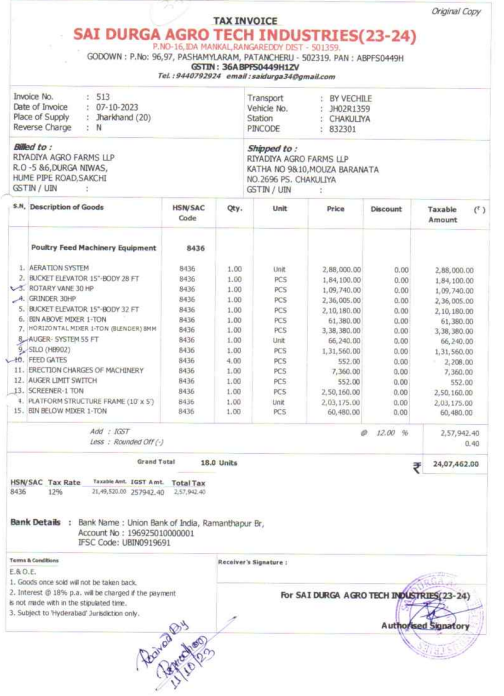 Original Copy
TAX INVOICE
SAI DURGA AGRO TECH INDUSTRIES(23-24)
P.NO-16,IDA MANKAL,RANGAREDDY DIST - 501359.
GODOWN : P.No: 96,97, PASHAMYLARAM, PATANCHERU - 502319. PAN : ABPFS0449H
GSTIN : 36ABPFS0449H1ZV
Tel. : 9440792924 email : saidurga34@gmail.com
Invoice No. : 513
Date of Invoice : 07-10-2023
Place of Supply : Jharkhand (20)
Reverse Charge : N
Transport : BY VECHILE
Vehicle No. : JH02R1359
Station : CHAKULIYA
PINCODE : 832301
Billed to :
RIYADIYA AGRO FARMS LLP
R.O -5 &6,DURGA NIWAS,
HUME PIPE ROAD,SAKCHI
GSTIN / UIN :
Shipped to :
RIYADIYA AGRO FARMS LLP
KATHA NO 9&10,MOUZA BARANATA
NO.2696 PS. CHAKULIYA
GSTIN / UIN :
S.N. Description of Goods HSN/SAC Code Qty. Unit Price Discount Taxable Amount (₹)
Poultry Feed Machinery Equipment 8436
1. AERATION SYSTEM 8436 1.00 Unit 2,88,000.00 0.00 2,88,000.00
2. BUCKET ELEVATOR 15"-BODY 28 FT 8436 1.00 PCS 1,84,100.00 0.00 1,84,100.00
3. ROTATOR VANE 30 HP 8436 1.00 PCS 1,09,740.00 0.00 1,09,740.00
4. GRINDER 30HP 8436 1.00 PCS 2,36,005.00 0.00 2,36,005.00
5. BUCKET ELEVATOR 15"-BODY 32 FT 8436 1.00 PCS 2,10,180.00 0.00 2,10,180.00
6. BIN ABOVE MIXER 1-TON 8436 1.00 PCS 61,380.00 0.00 61,380.00
7. HORIZONTAL MIXER 1-TON (BLENDER) 8MM 8436 1.00 PCS 3,38,380.00 0.00 3,38,380.00
8. AUGER- SYSTEM 55 FT 8436 1.00 Unit 66,240.00 0.00 66,240.00
9. SILO (HB902) 8436 1.00 PCS 1,31,560.00 0.00 1,31,560.00
10. FEED GATES 8436 4.00 PCS 552.00 0.00 2,208.00
11. ERECTION CHARGES OF MACHINERY 8436 1.00 PCS 7,360.00 0.00 7,360.00
12. AUGER LIMIT SWITCH 8436 1.00 PCS 552.00 0.00 552.00
13. SCREENER-1 TON 8436 1.00 PCS 2,50,160.00 0.00 2,50,160.00
4. PLATFORM STRUCTURE FRAME (10' x 5') 8436 1.00 Unit 2,03,175.00 0.00 2,03,175.00
15. BIN BELOW MIXER 1-TON 8436 1.00 PCS 60,480.00 0.00 60,480.00
Add : IGST @ 12.00 % 2,57,942.40
Less : Rounded Off (-) 0.40
Grand Total 18.0 Units ₹ 24,07,462.00
HSN/SAC Tax Rate Taxable Amt. IGST Amt. Total Tax
8436 12% 21,49,520.00 257942.40 2,57,942.40
Bank Details : Bank Name : Union Bank of India, Ramanthapur Br,
Account No : 196925010000001
IFSC Code: UBIN0919691
Terms & Conditions
E.& O.E.
1. Goods once sold will not be taken back.
2. Interest @ 18% p.a. will be charged if the payment
is not made with in the stipulated time.
3. Subject to 'Hyderabad' Jurisdiction only.
Receiver's Signature :
For SAI DURGA AGRO TECH INDUSTRIES(23-24)
Authorised Signatory
Received By
11/10/23